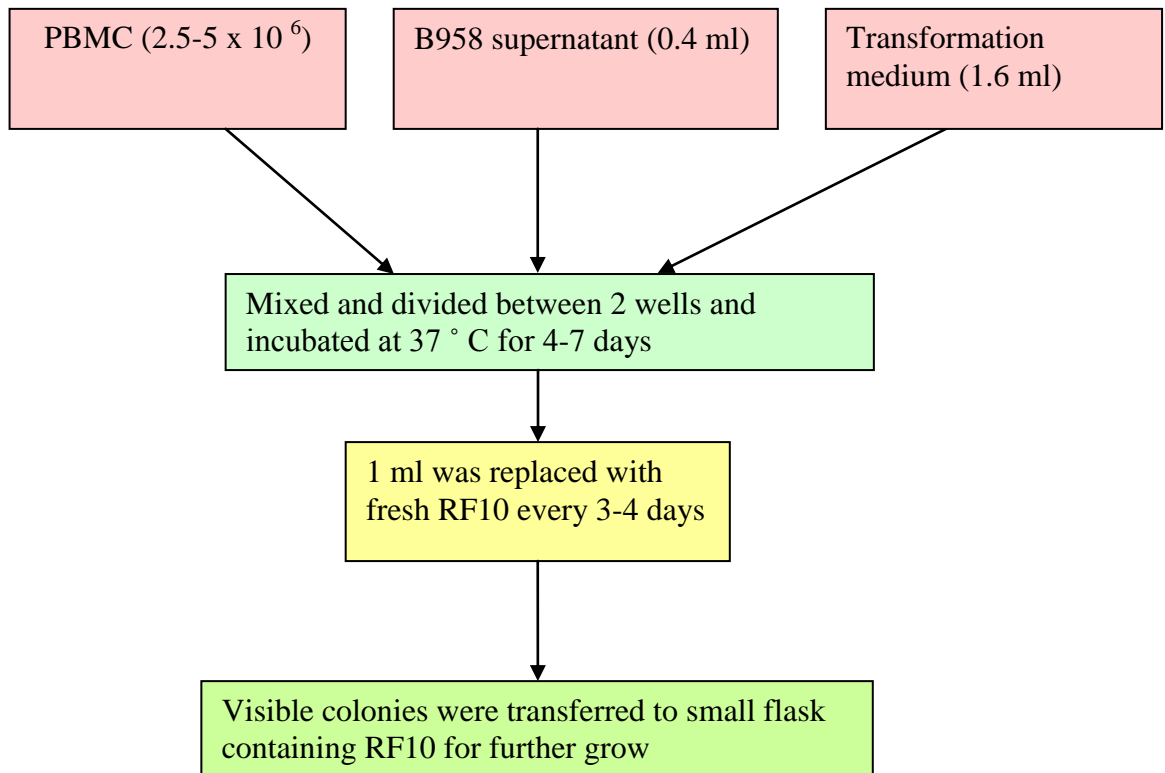 PBMC (2.5-5 x 10 ⁶)
B958 supernatant (0.4 ml)
Transformation
medium (1.6 ml)
Mixed and divided between 2 wells and
incubated at 37 ˚ C for 4-7 days
1 ml was replaced with
fresh RF10 every 3-4 days
Visible colonies were transferred to small flask
containing RF10 for further grow